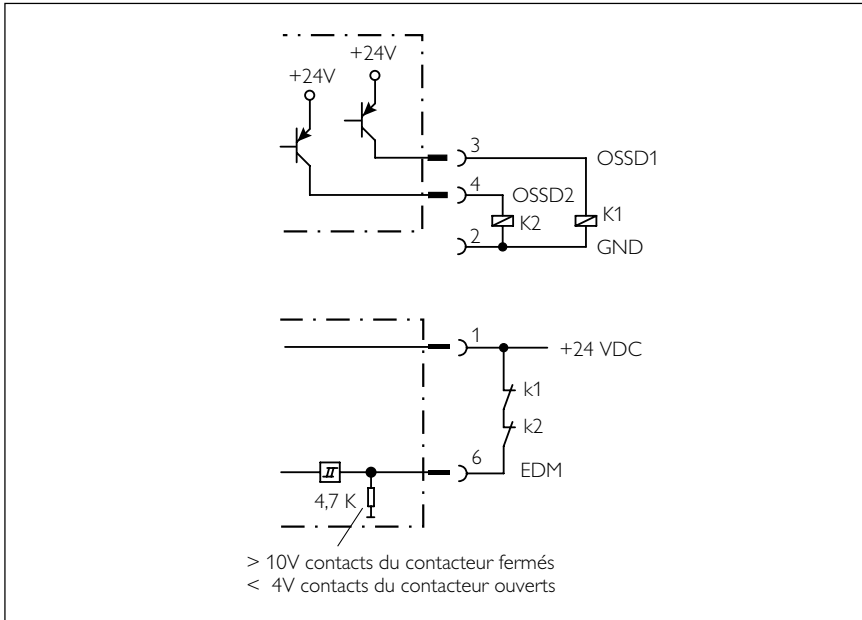 +24V
+24V
3
OSSD1
4
OSSD2
K2
K1
2
GND
1
+24 VDC
k1
k2
6
EDM
4,7 K
> 10V contacts du contacteur fermés
< 4V contacts du contacteur ouverts